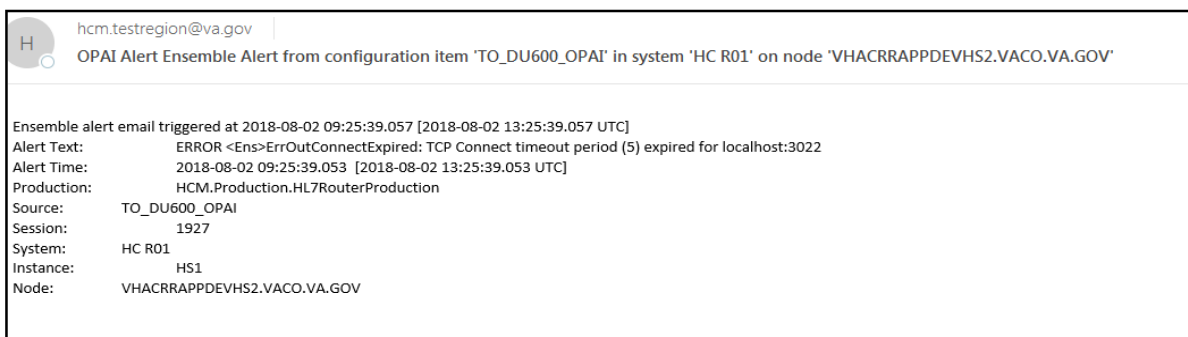 H
hcm.testregion@va.gov
OPAI Alert Ensemble Alert from configuration item 'TO_DU600_OPAI' in system 'HC R01' on node 'VHACRRAPPDEVHS2.VACO.VA.GOV'
Ensemble alert email triggered at 2018-08-02 09:25:39.057 [2018-08-02 13:25:39.057 UTC]
Alert Text: ERROR <Ens>ErrOutConnectExpired: TCP Connect timeout period (5) expired for localhost:3022
Alert Time: 2018-08-02 09:25:39.053 [2018-08-02 13:25:39.053 UTC]
Production: HCM.Production.HL7RouterProduction
Source: TO_DU600_OPAI
Session: 1927
System: HC R01
Instance: HS1
Node: VHACRRAPPDEVHS2.VACO.VA.GOV